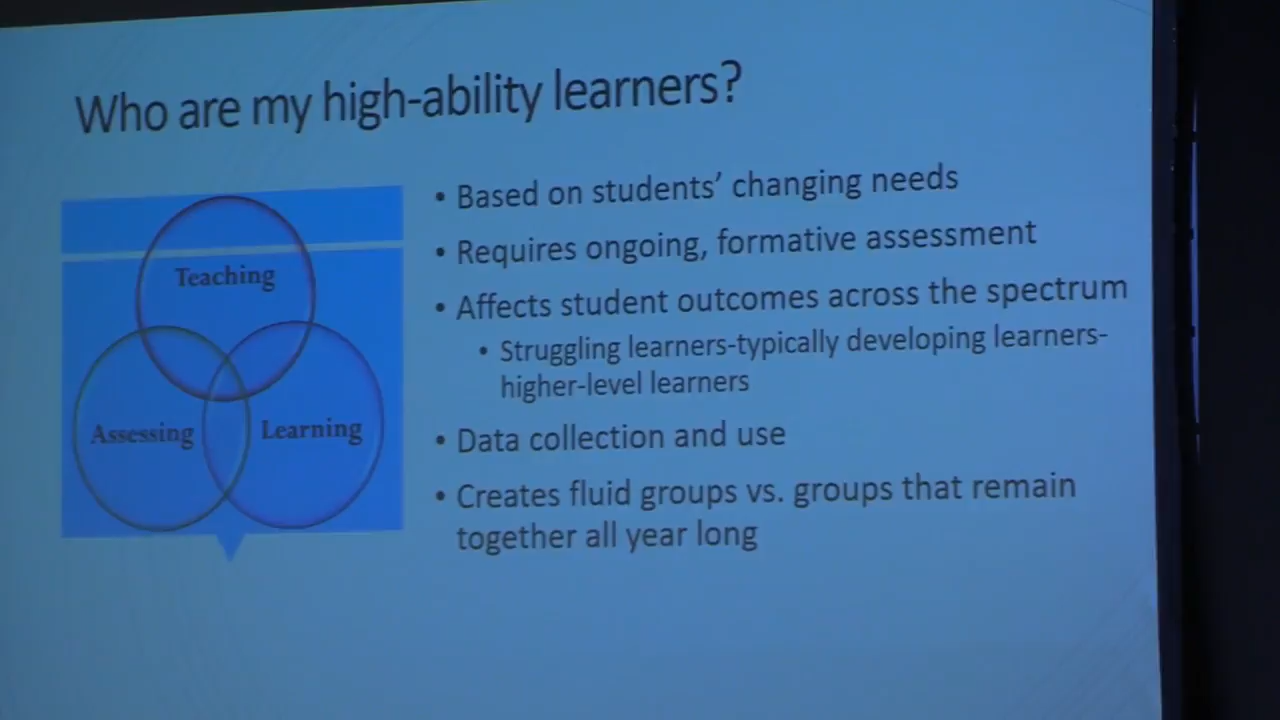 Who are my high-ability learners?
Teaching
Assessing
Learning
• Based on students’ changing needs
• Requires ongoing, formative assessment
• Affects student outcomes across the spectrum
• Struggling learners-typically developing learners-
higher-level learners
• Data collection and use
• Creates fluid groups vs. groups that remain
together all year long